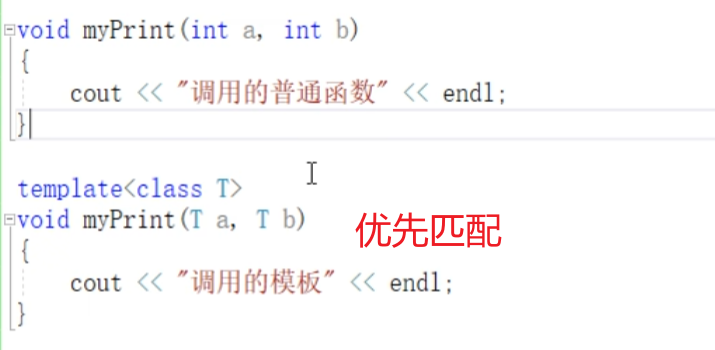 void myPrint(int a, int b)
{
cout << "调用的普通函数" << endl;
}
template<class T>
void myPrint(T a, T b)
优先匹配
{
cout << "调用的模板" << endl;
}